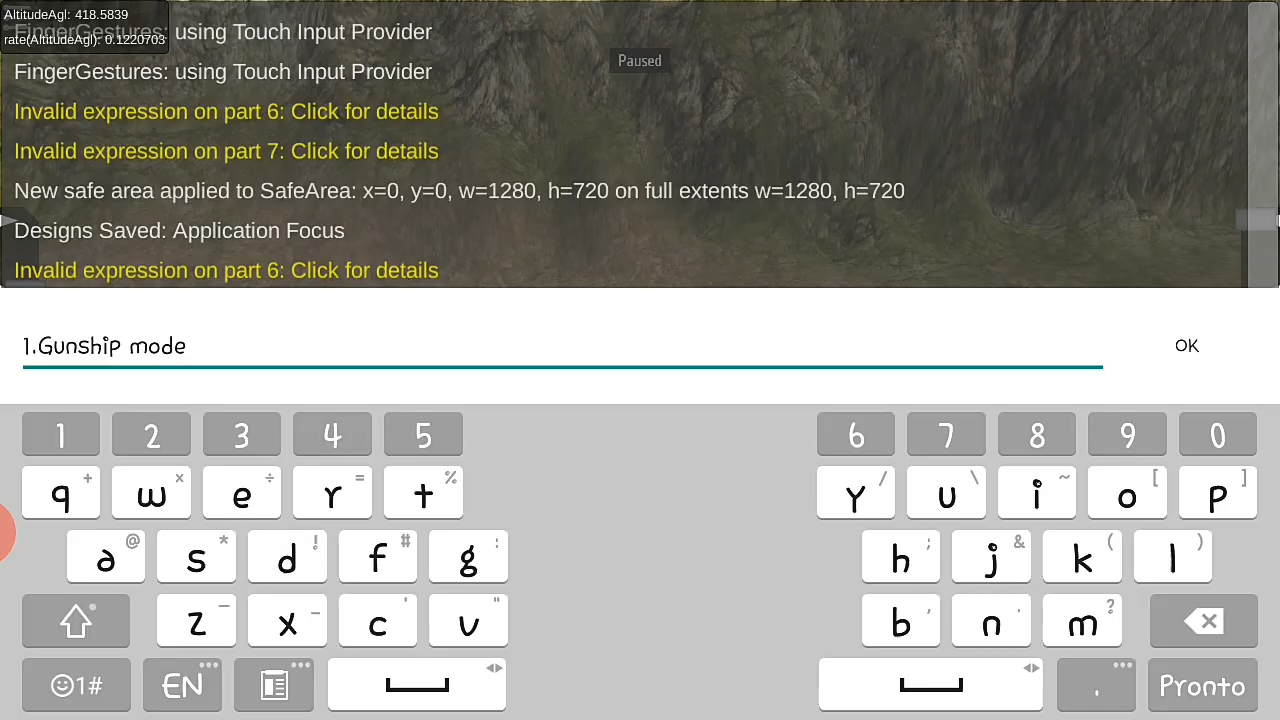 AltitudeAgl: 418.5839
FingerGestures: using Touch Input Provider
rate(AltitudeAgl): 0.1220703
Paused
FingerGestures: using Touch Input Provider
Invalid expression on part 6: Click for details
Invalid expression on part 7: Click for details
New safe area applied to SafeArea: x=0, y=0, w=1280, h=720 on full extents w=1280, h=720
Designs Saved: Application Focus
Invalid expression on part 6: Click for details
1.Gunship mode
OK
1 2 3 4 5 6 7 8 9 0
q + w × e ÷ r = t % y / u \ i ~ o [ p ]
a @ s * d ! f # g : h ; j & k ( l )
z – x - c ' v " b , n . m ?
1# EN .
Pronto